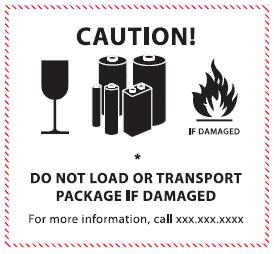 CAUTION!
IF DAMAGED
*
DO NOT LOAD OR TRANSPORT
PACKAGE IF DAMAGED
For more information, call xxx.xxx.xxxx